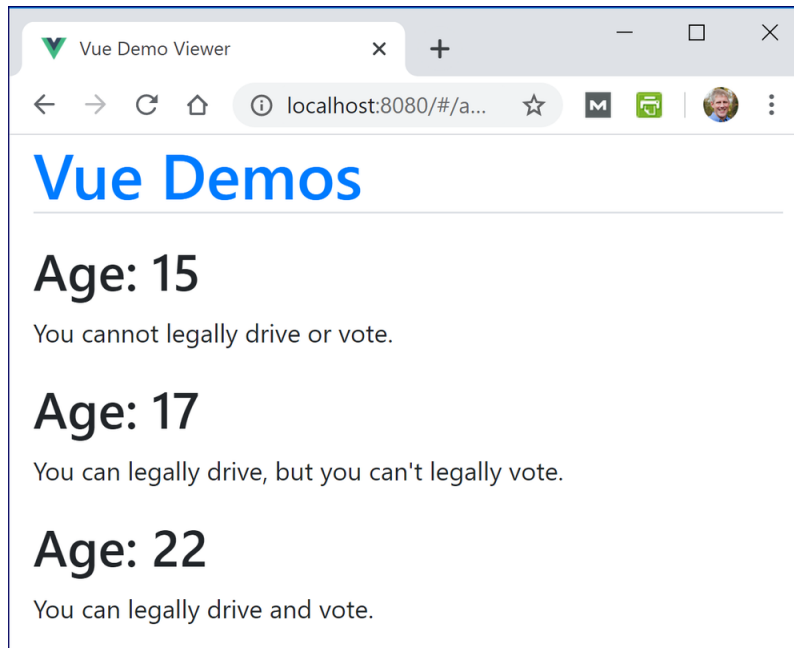 Vue Demo Viewer
localhost:8080/#/a...
Vue Demos
Age: 15
You cannot legally drive or vote.
Age: 17
You can legally drive, but you can't legally vote.
Age: 22
You can legally drive and vote.